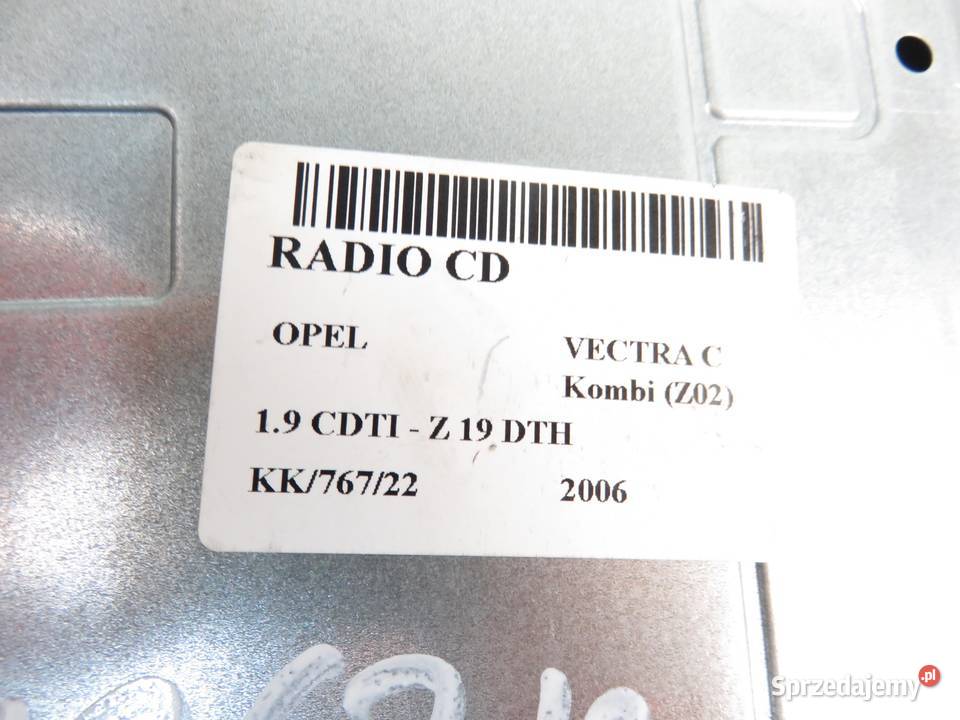 RADIO CD
OPEL
VECTRA C
Kombi (Z02)
1.9 CDTI - Z 19 DTH
KK/767/22
2006
Sprzedajemy.pl